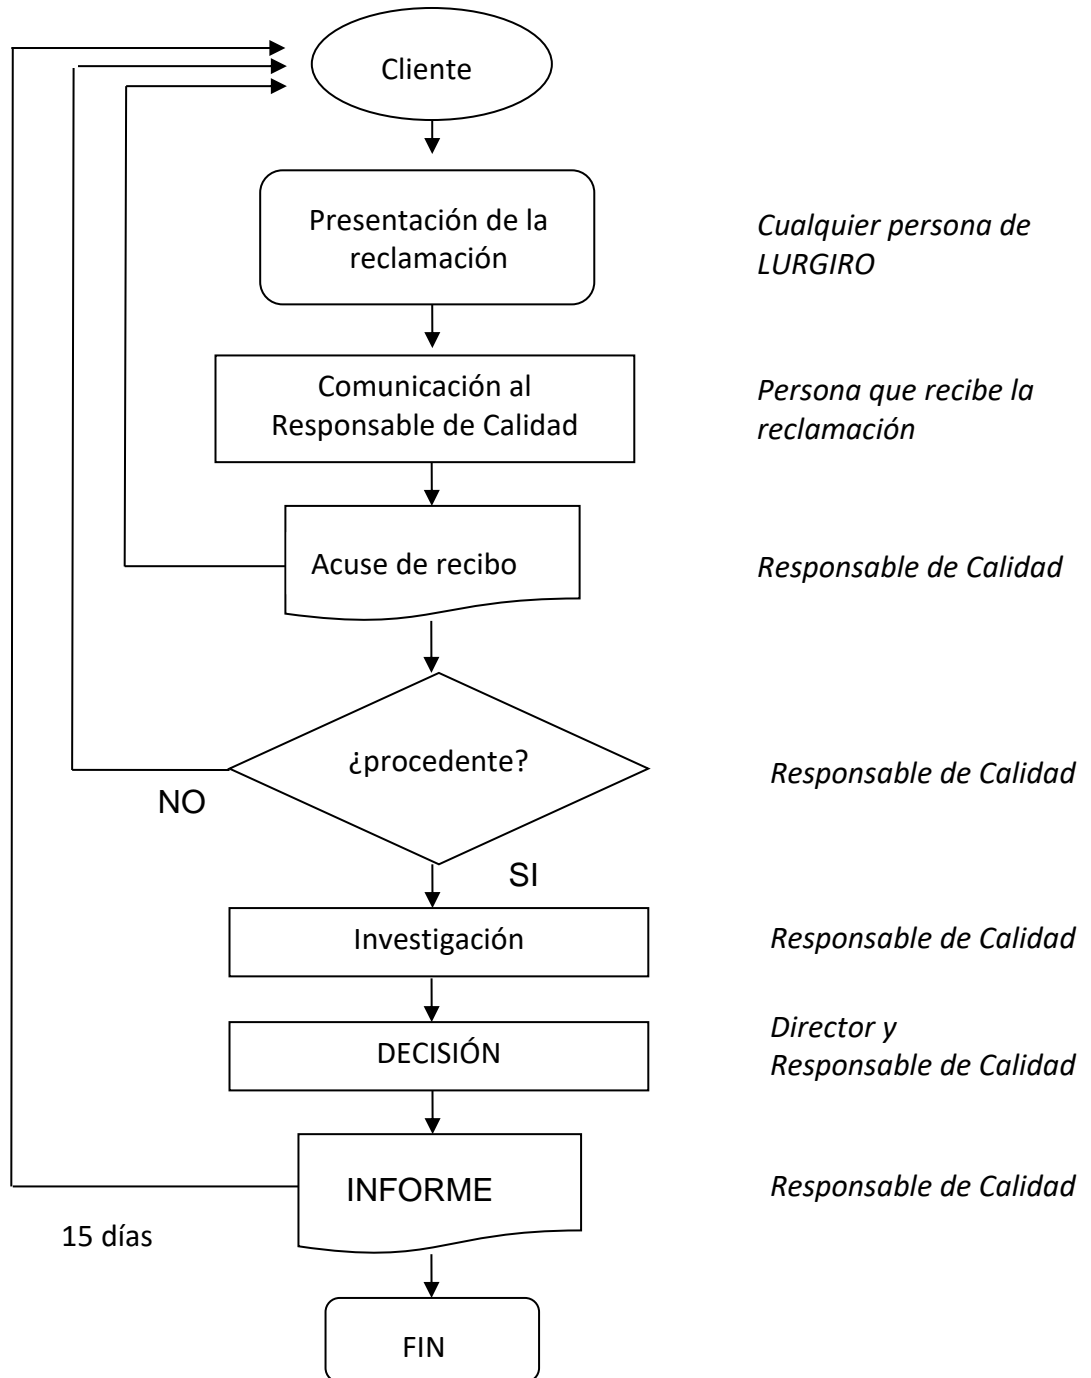 Cliente
Presentación de la
reclamación
Cualquier persona de
LURGIRO
Comunicación al
Responsable de Calidad
Persona que recibe la
reclamación
Acuse de recibo
Responsable de Calidad
¿procedente?
Responsable de Calidad
NO
SI
Investigación
Responsable de Calidad
DECISIÓN
Director y
Responsable de Calidad
INFORME
Responsable de Calidad
15 días
FIN